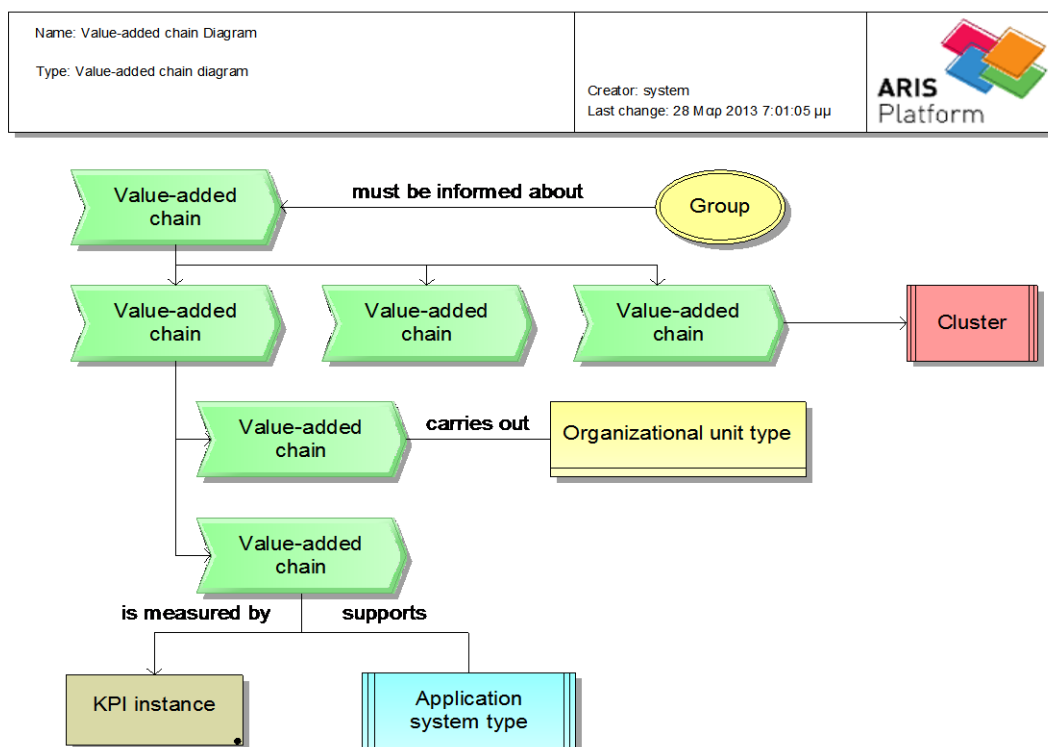 Name: Value-added chain Diagram
Type: Value-added chain diagram
Creator: system
Last change: 28 Μαρ 2013 7:01:05 μμ
ARIS
Platform
Value-added
chain
must be informed about
Group
Value-added
chain
Value-added
chain
Value-added
chain
Cluster
Value-added
chain
carries out
Organizational unit type
Value-added
chain
is measured by
supports
KPI instance
Application
system type